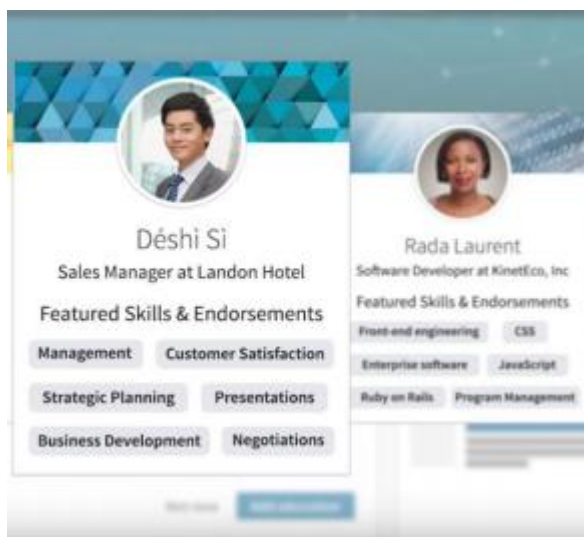 Déshì Sì
Sales Manager at Landon Hotel
Featured Skills & Endorsements
Management
Customer Satisfaction
Strategic Planning
Presentations
Business Development
Negotiations
Rada Laurent
Software Developer at KinetEco, Inc
Featured Skills & Endorsements
Front-end engineering
CSS
Enterprise software
JavaScript
Ruby on Rails
Program Management